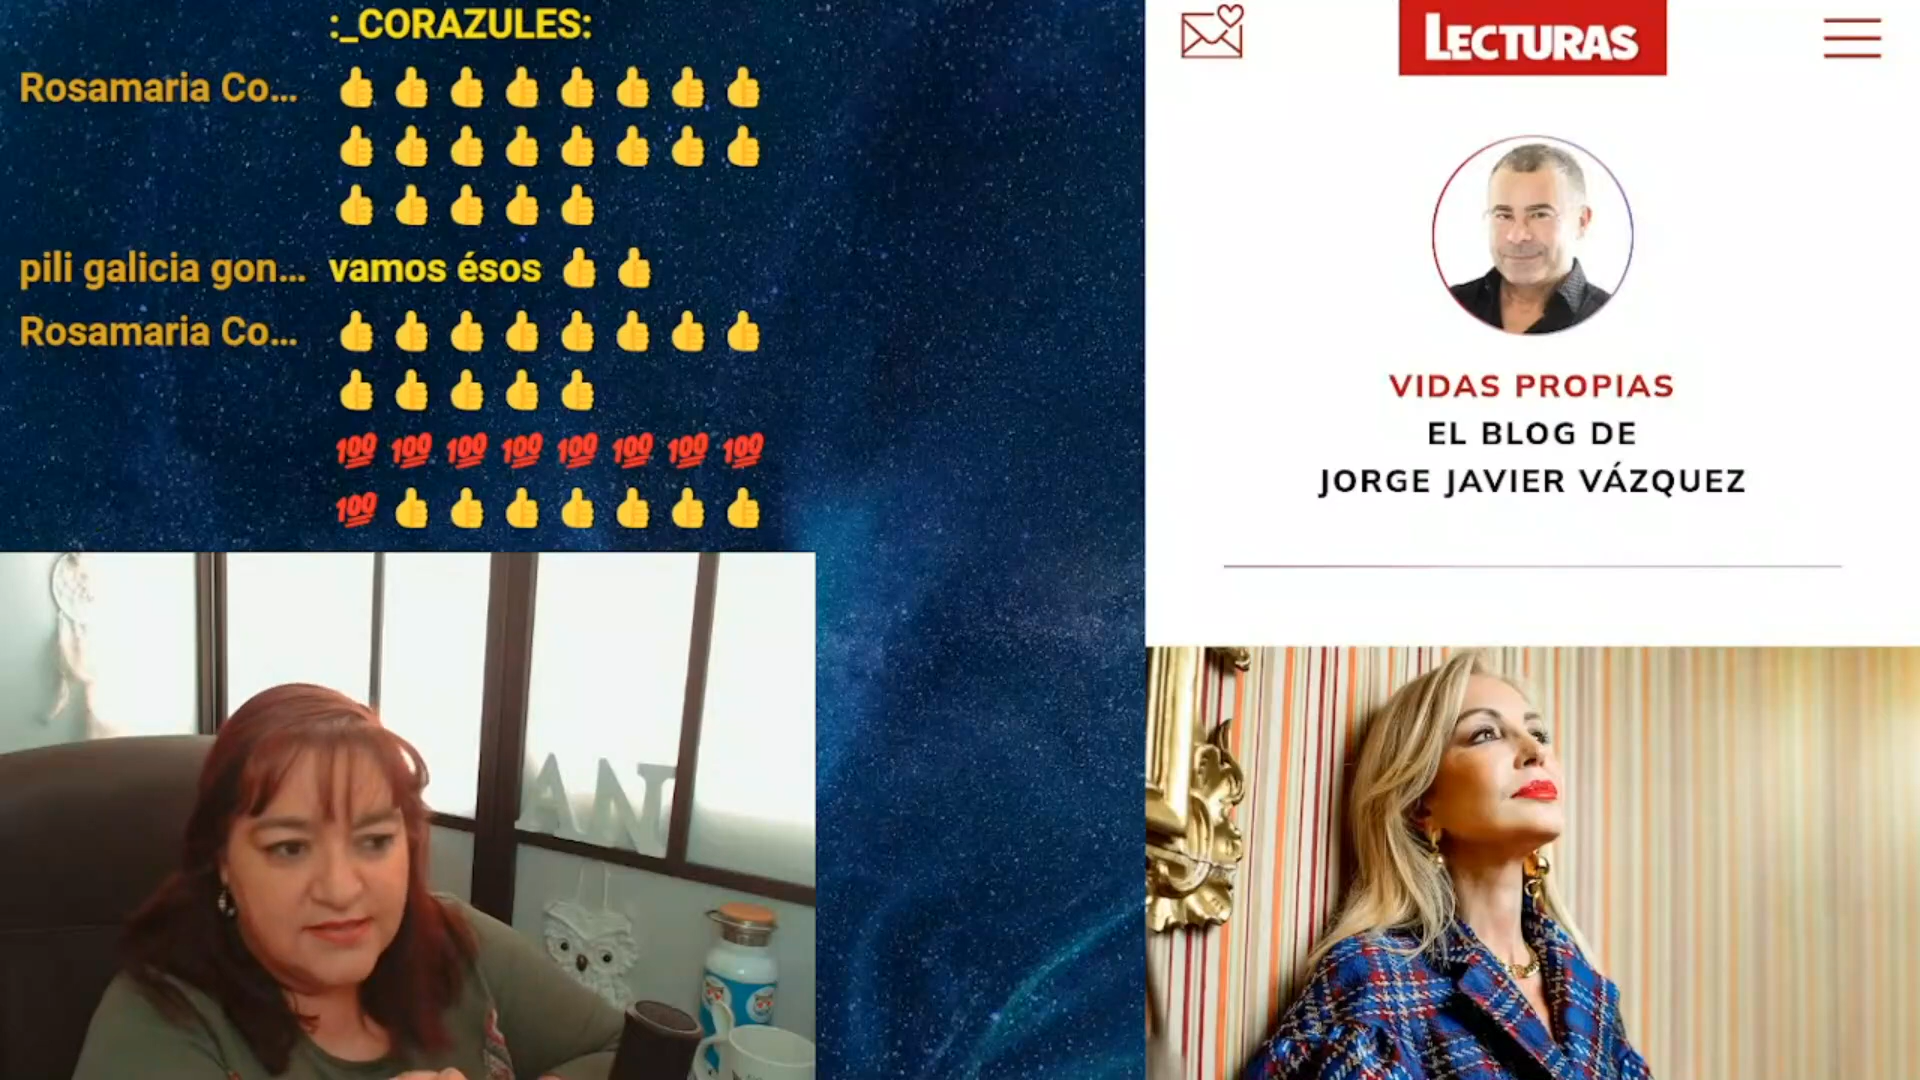 :_CORAZULES:
Rosamaria Co... 👍👍👍👍👍👍👍👍
👍👍👍👍👍👍👍👍
👍👍👍👍👍
pili galicia gon... vamos ésos 👍👍
Rosamaria Co... 👍👍👍👍👍👍👍👍
👍👍👍👍👍
💯💯💯💯💯💯💯💯
💯👍👍👍👍👍👍👍
AN
LECTURAS
VIDAS PROPIAS
EL BLOG DE
JORGE JAVIER VÁZQUEZ